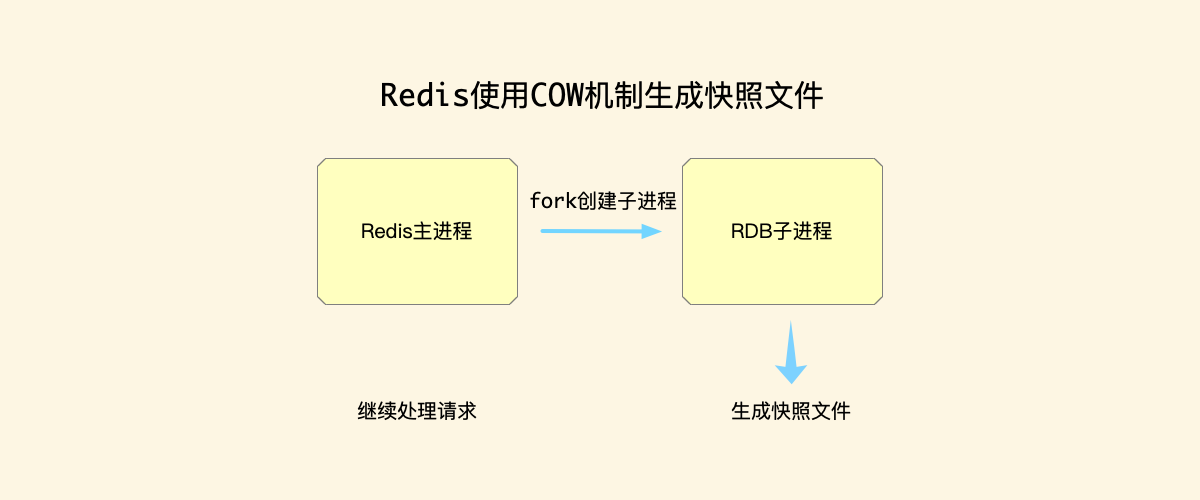 Redis使用COW机制生成快照文件
fork创建子进程
Redis主进程
RDB子进程
继续处理请求
生成快照文件